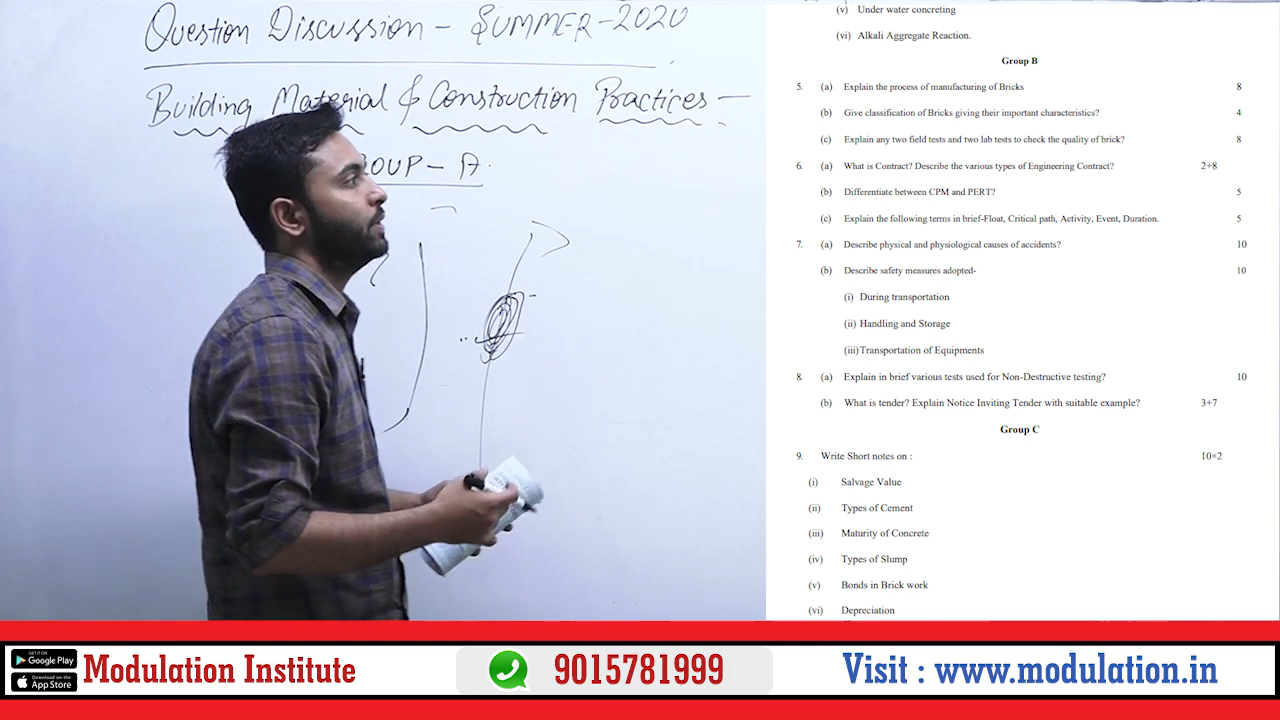 Question Discussion – SUMMER-2020
Building Material & Construction Practices –
OUP – A.
(v) Under water concreting
(vi) Alkali Aggregate Reaction.
Group B
5. (a) Explain the process of manufacturing of Bricks 8
(b) Give classification of Bricks giving their important characteristics? 4
(c) Explain any two field tests and two lab tests to check the quality of brick? 8
6. (a) What is Contract? Describe the various types of Engineering Contract? 2+8
(b) Differentiate between CPM and PERT? 5
(c) Explain the following terms in brief-Float, Critical path, Activity, Event, Duration. 5
7. (a) Describe physical and physiological causes of accidents? 10
(b) Describe safety measures adopted- 10
(i) During transportation
(ii) Handling and Storage
(iii)Transportation of Equipments
8. (a) Explain in brief various tests used for Non-Destructive testing? 10
(b) What is tender? Explain Notice Inviting Tender with suitable example? 3+7
Group C
9. Write Short notes on : 10×2
(i) Salvage Value
(ii) Types of Cement
(iii) Maturity of Concrete
(iv) Types of Slump
(v) Bonds in Brick work
(vi) Depreciation
GET IT ON
Google Play
Download on the
App Store
Modulation Institute
9015781999
Visit : www.modulation.in